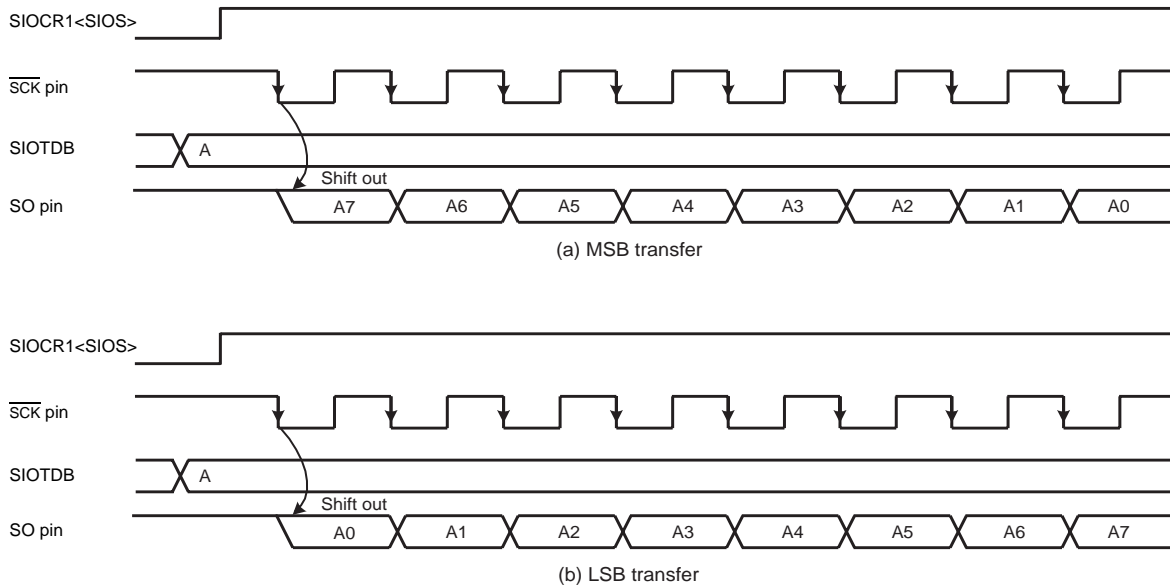 SIOCR1<SIOS>
SCK pin
SIOTDB
A
Shift out
SO pin
A7 A6 A5 A4 A3 A2 A1 A0
(a) MSB transfer
SIOCR1<SIOS>
SCK pin
SIOTDB
A
Shift out
SO pin
A0 A1 A2 A3 A4 A5 A6 A7
(b) LSB transfer